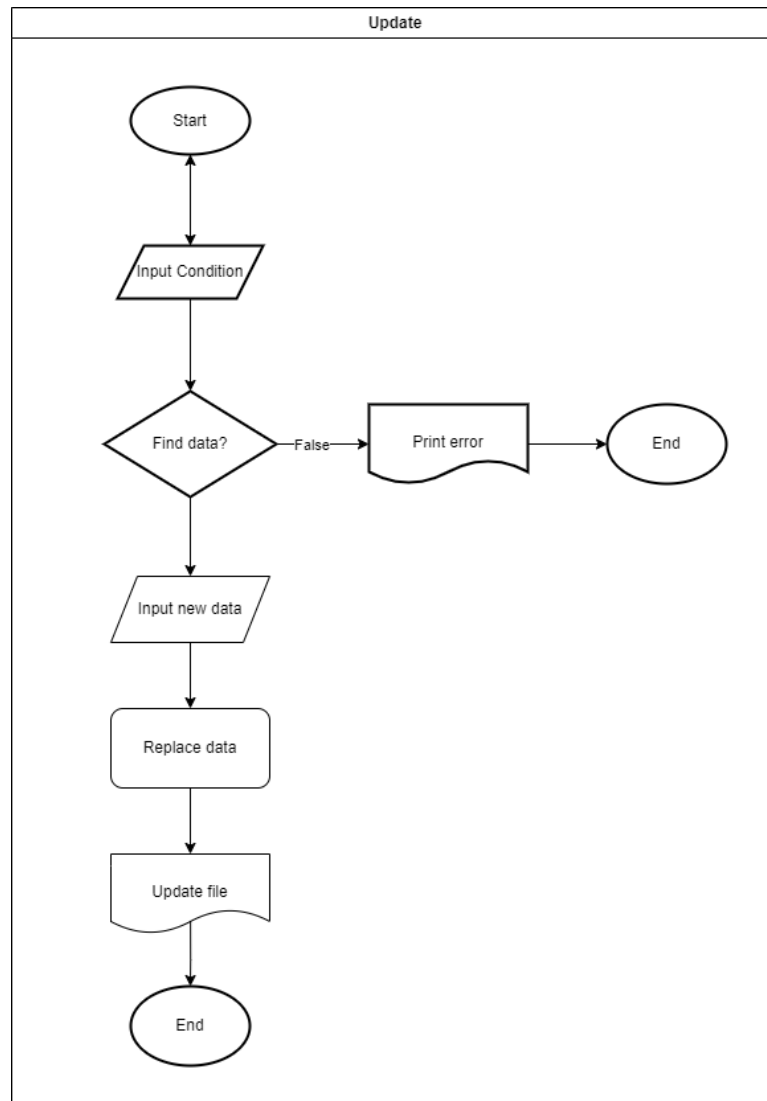 Update
Start
Input Condition
Find data?
False
Print error
End
Input new data
Replace data
Update file
End